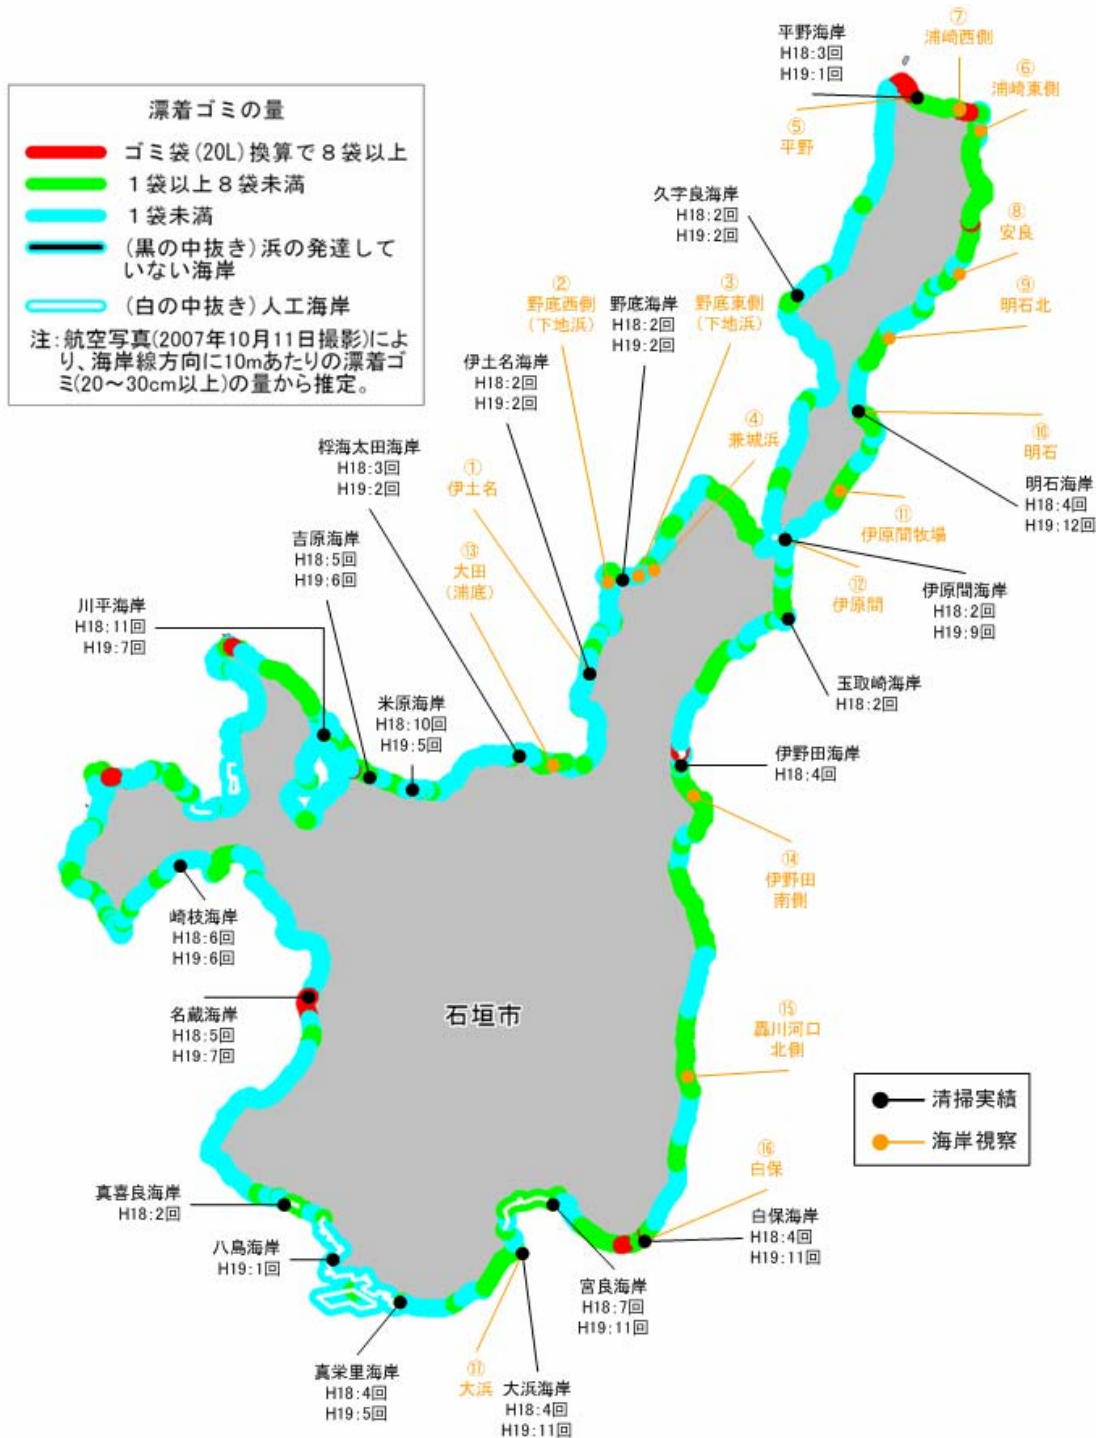 漂着ゴミの量
ゴミ袋(20L)換算で8袋以上
1袋以上8袋未満
1袋未満
(黒の中抜き)浜の発達して
いない海岸
(白の中抜き)人工海岸
注:航空写真(2007年10月11日撮影)によ
り、海岸線方向に10mあたりの漂着ゴ
ミ(20~30cm以上)の量から推定。
平野海岸
H18:3回
H19:1回
⑦
浦崎西側
⑥
浦崎東側
⑤
平野
久宇良海岸
H18:2回
H19:2回
⑧
安良
⑨
明石北
②
野底西側
(下地浜)
野底海岸
H18:2回
H19:2回
③
野底東側
(下地浜)
伊土名海岸
H18:2回
H19:2回
④
兼城浜
⑩
明石
明石海岸
H18:4回
H19:12回
桴海太田海岸
H18:3回
H19:2回
①
伊土名
⑪
伊原間牧場
吉原海岸
H18:5回
H19:6回
⑬
大田
(浦底)
⑫
伊原間
伊原間海岸
H18:2回
H19:9回
川平海岸
H18:11回
H19:7回
米原海岸
H18:10回
H19:5回
玉取崎海岸
H18:2回
伊野田海岸
H18:4回
⑭
伊野田
南側
崎枝海岸
H18:6回
H19:6回
名蔵海岸
H18:5回
H19:7回
石垣市
⑮
轟川河口
北側
清掃実績
海岸視察
⑯
白保
白保海岸
H18:4回
H19:11回
真喜良海岸
H18:2回
八島海岸
H19:1回
宮良海岸
H18:7回
H19:11回
真栄里海岸
H18:4回
H19:5回
⑰
大浜
大浜海岸
H18:4回
H19:11回